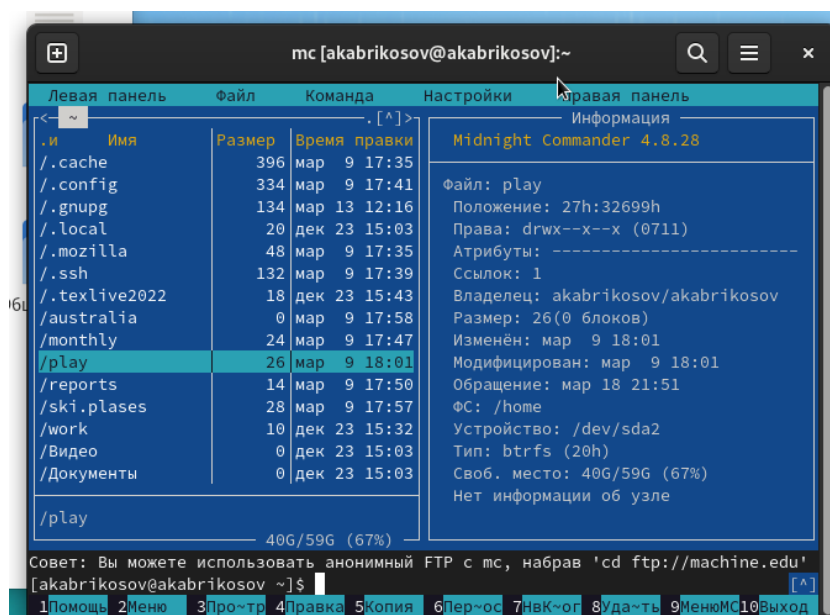 mc [akabrikosov@akabrikosov]:~
Левая панель Файл Команда Настройки Правая панель
<─ ~ .[^]>
.и Имя Размер Время правки
/.cache 396 мар 9 17:35
/.config 334 мар 9 17:41
/.gnupg 134 мар 13 12:16
/.local 20 дек 23 15:03
/.mozilla 48 мар 9 17:35
/.ssh 132 мар 9 17:39
/.texlive2022 18 дек 23 15:43
/australia 0 мар 9 17:58
/monthly 24 мар 9 17:47
/play 26 мар 9 18:01
/reports 14 мар 9 17:50
/ski.plases 28 мар 9 17:57
/work 10 дек 23 15:32
/Видео 0 дек 23 15:03
/Документы 0 дек 23 15:03
/play
40G/59G (67%)
Информация
Midnight Commander 4.8.28
Файл: play
Положение: 27h:32699h
Права: drwx--x--x (0711)
Атрибуты: -------------------------
Ссылок: 1
Владелец: akabrikosov/akabrikosov
Размер: 26(0 блоков)
Изменён: мар 9 18:01
Модифицирован: мар 9 18:01
Обращение: мар 18 21:51
ФС: /home
Устройство: /dev/sda2
Тип: btrfs (20h)
Своб. место: 40G/59G (67%)
Нет информации об узле
Совет: Вы можете использовать анонимный FTP с mc, набрав 'cd ftp://machine.edu'
[akabrikosov@akabrikosov ~]$ [^]
1Помощь 2Меню 3Про~тр 4Правка 5Копия 6Пер~ос 7НвК~ог 8Уда~ть 9МенюMC 10Выход